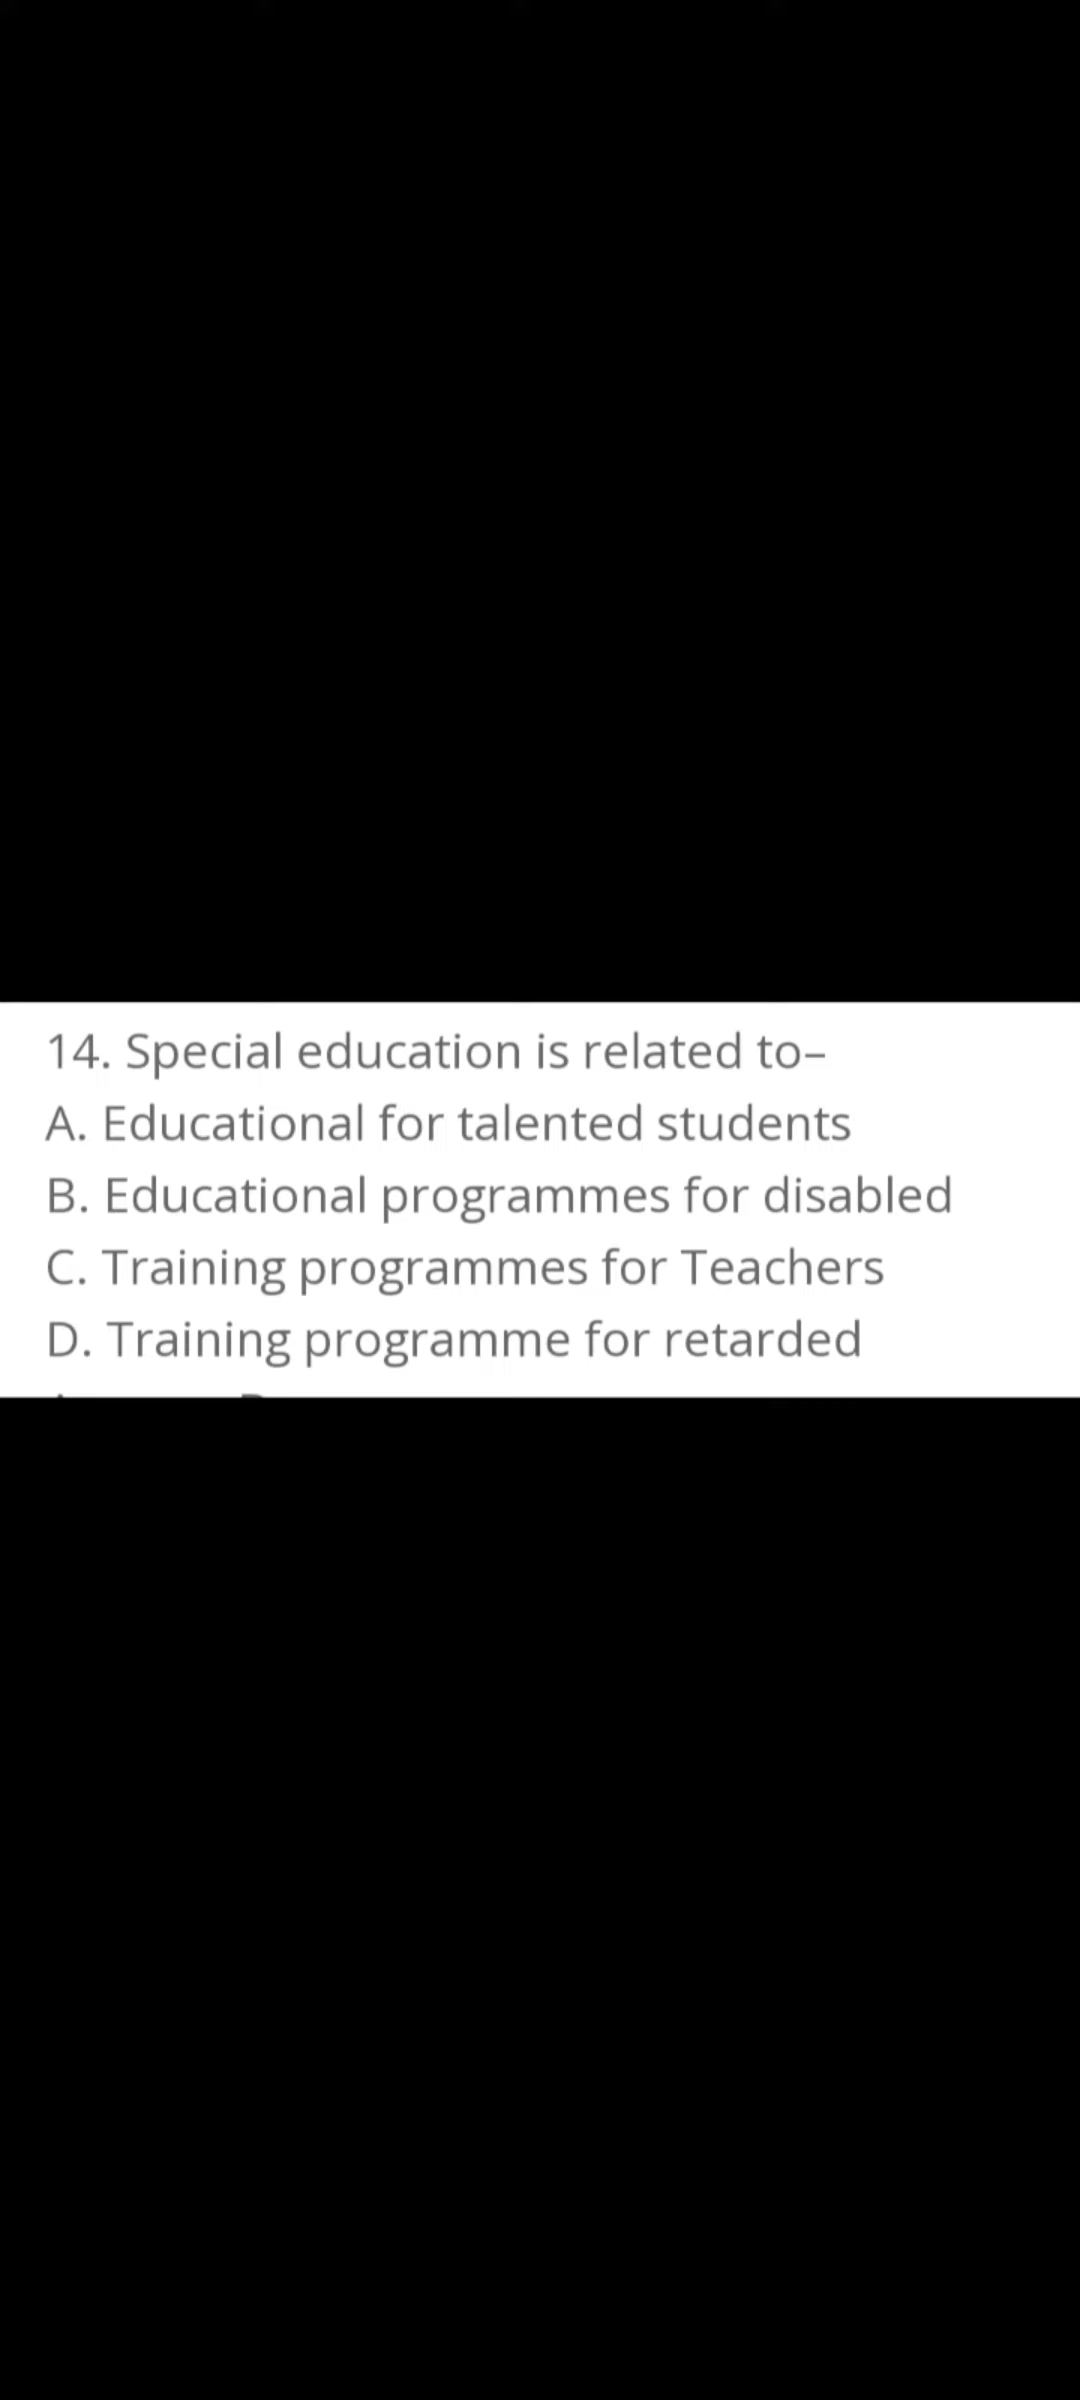 14. Special education is related to–
A. Educational for talented students
B. Educational programmes for disabled
C. Training programmes for Teachers
D. Training programme for retarded